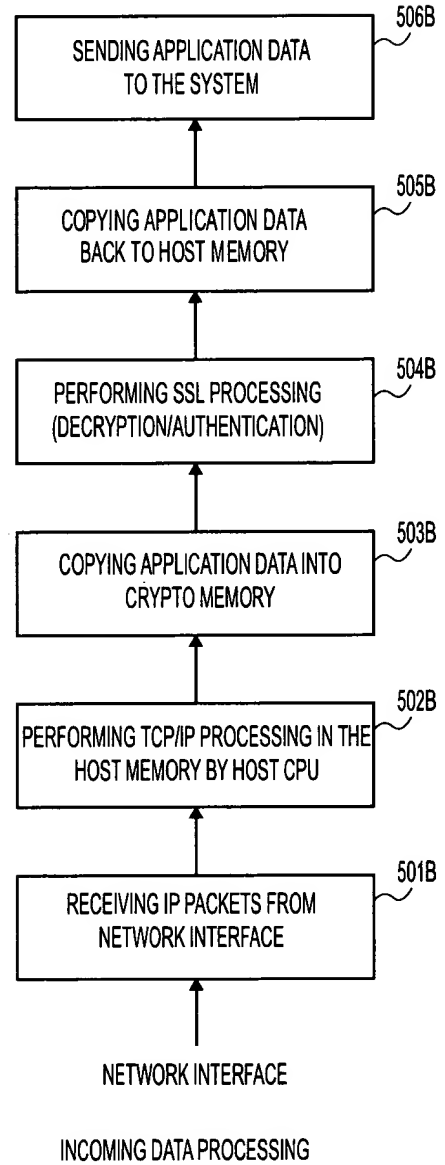 506B
SENDING APPLICATION DATA
TO THE SYSTEM
505B
COPYING APPLICATION DATA
BACK TO HOST MEMORY
504B
PERFORMING SSL PROCESSING
(DECRYPTION/AUTHENTICATION)
503B
COPYING APPLICATION DATA INTO
CRYPTO MEMORY
502B
PERFORMING TCP/IP PROCESSING IN THE
HOST MEMORY BY HOST CPU
501B
RECEIVING IP PACKETS FROM
NETWORK INTERFACE
NETWORK INTERFACE
INCOMING DATA PROCESSING